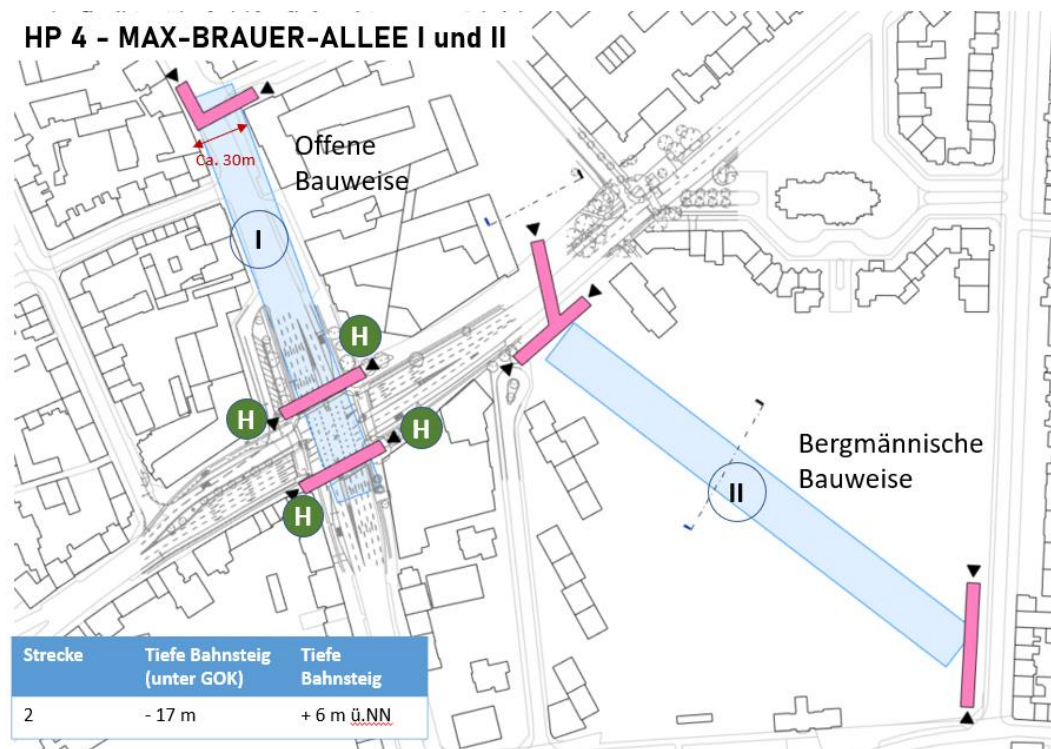 HP 4 - MAX-BRAUER-ALLEE I und II
Offene
Bauweise
Ca. 30m
I
H
H
H
H
Bergmännische
Bauweise
II
Strecke Tiefe Bahnsteig (unter GOK) Tiefe Bahnsteig
2 - 17 m + 6 m ü.NN